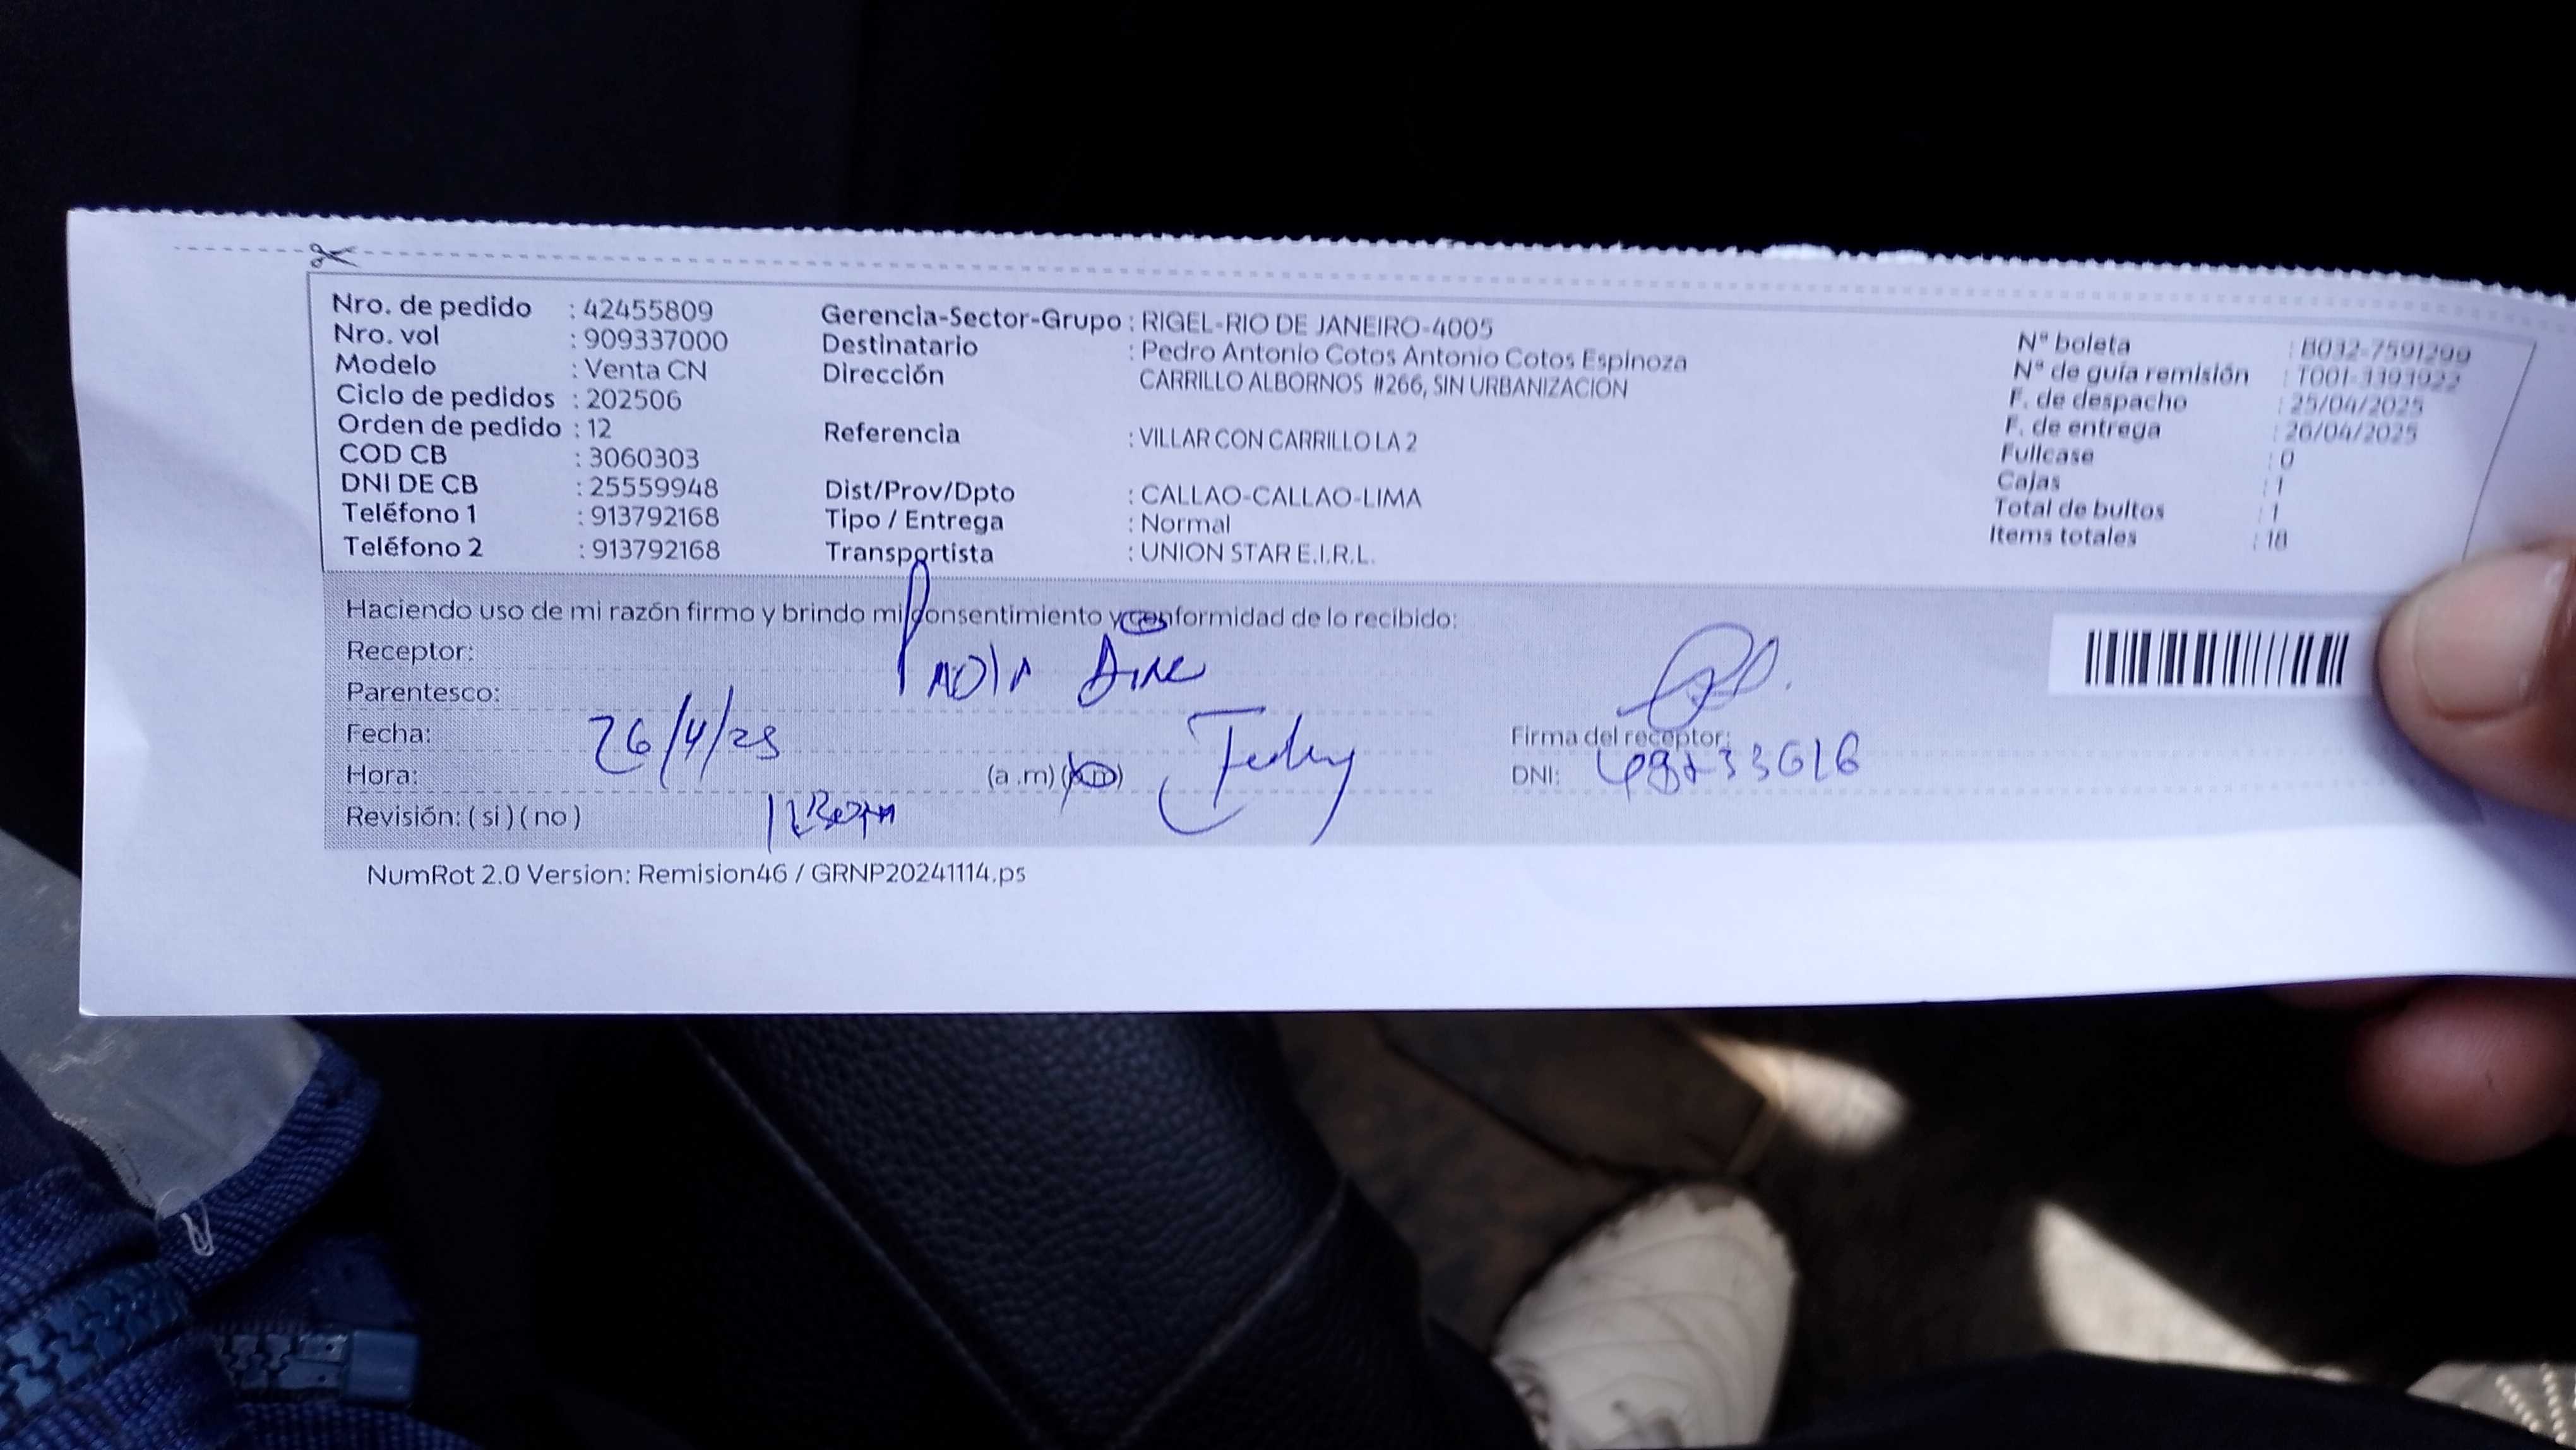 Nro. de pedido : 42455809
Nro. vol : 909337000
Modelo : Venta CN
Ciclo de pedidos : 202506
Orden de pedido : 12
COD CB : 3060303
DNI DE CB : 25559948
Teléfono 1 : 913792168
Teléfono 2 : 913792168
Gerencia-Sector-Grupo : RIGEL-RIO DE JANEIRO-4005
Destinatario : Pedro Antonio Cotos Antonio Cotos Espinoza
Dirección CARRILLO ALBORNOS #266, SIN URBANIZACION
Referencia : VILLAR CON CARRILLO LA 2
Dist/Prov/Dpto : CALLAO-CALLAO-LIMA
Tipo / Entrega : Normal
Transportista : UNION STAR E.I.R.L.
N° boleta : B032-7591299
N° de guía remisión : T001-3393922
F. de despacho : 25/04/2025
F. de entrega : 26/04/2025
Fullcase : 0
Cajas : 1
Total de bultos : 1
Items totales : 18
Haciendo uso de mi razón firmo y brindo mi consentimiento y conformidad de lo recibido:
Receptor:
Parentesco:
Fecha: 26/4/25
Hora: (a .m)
Revisión: ( si ) ( no )
Firma del receptor:
DNI:
NumRot 2.0 Version: Remision46 / GRNP20241114.ps